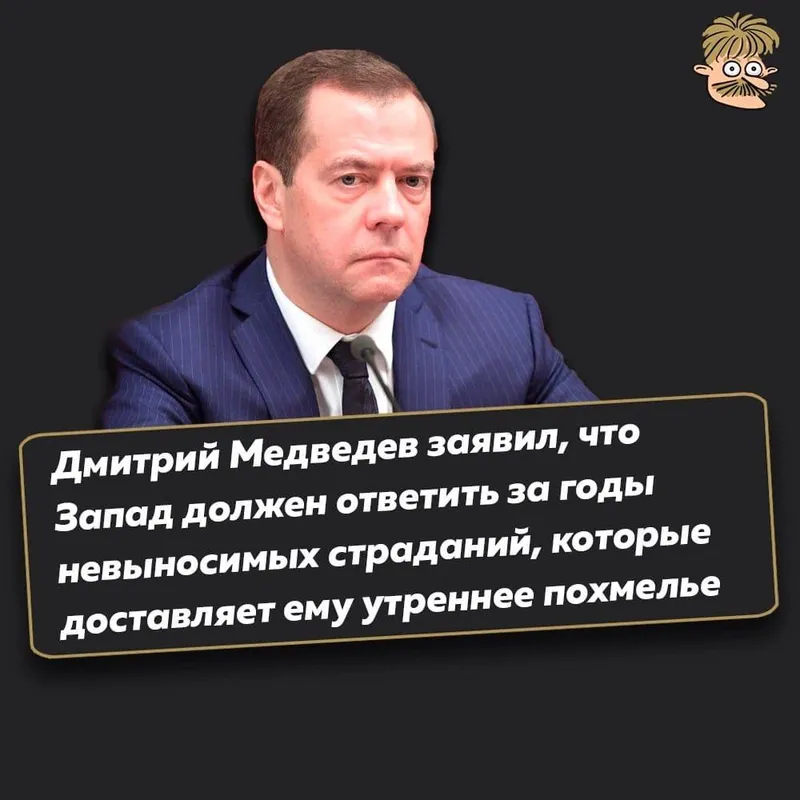 Дмитрий Медведев заявил, что
Запад должен ответить за годы
невыносимых страданий, которые
доставляет ему утреннее похмелье